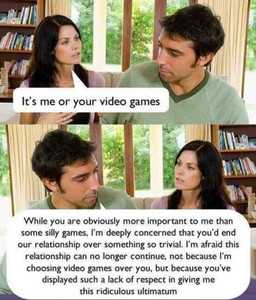 It's me or your video games
While you are obviously more important to me than
some silly games, I'm deeply concerned that you'd end
our relationship over something so trivial. I'm afraid this
relationship can no longer continue, not because I'm
choosing video games over you, but because you've
displayed such a lack of respect in giving me
this ridiculous ultimatum